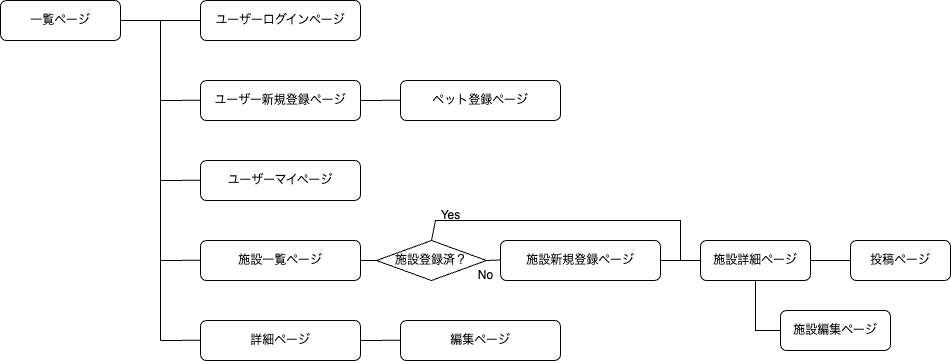 一覧ページ
ユーザーログインページ
ユーザー新規登録ページ
ペット登録ページ
ユーザーマイページ
Yes
施設一覧ページ
施設登録済？
No
施設新規登録ページ
施設詳細ページ
投稿ページ
施設編集ページ
詳細ページ
編集ページ